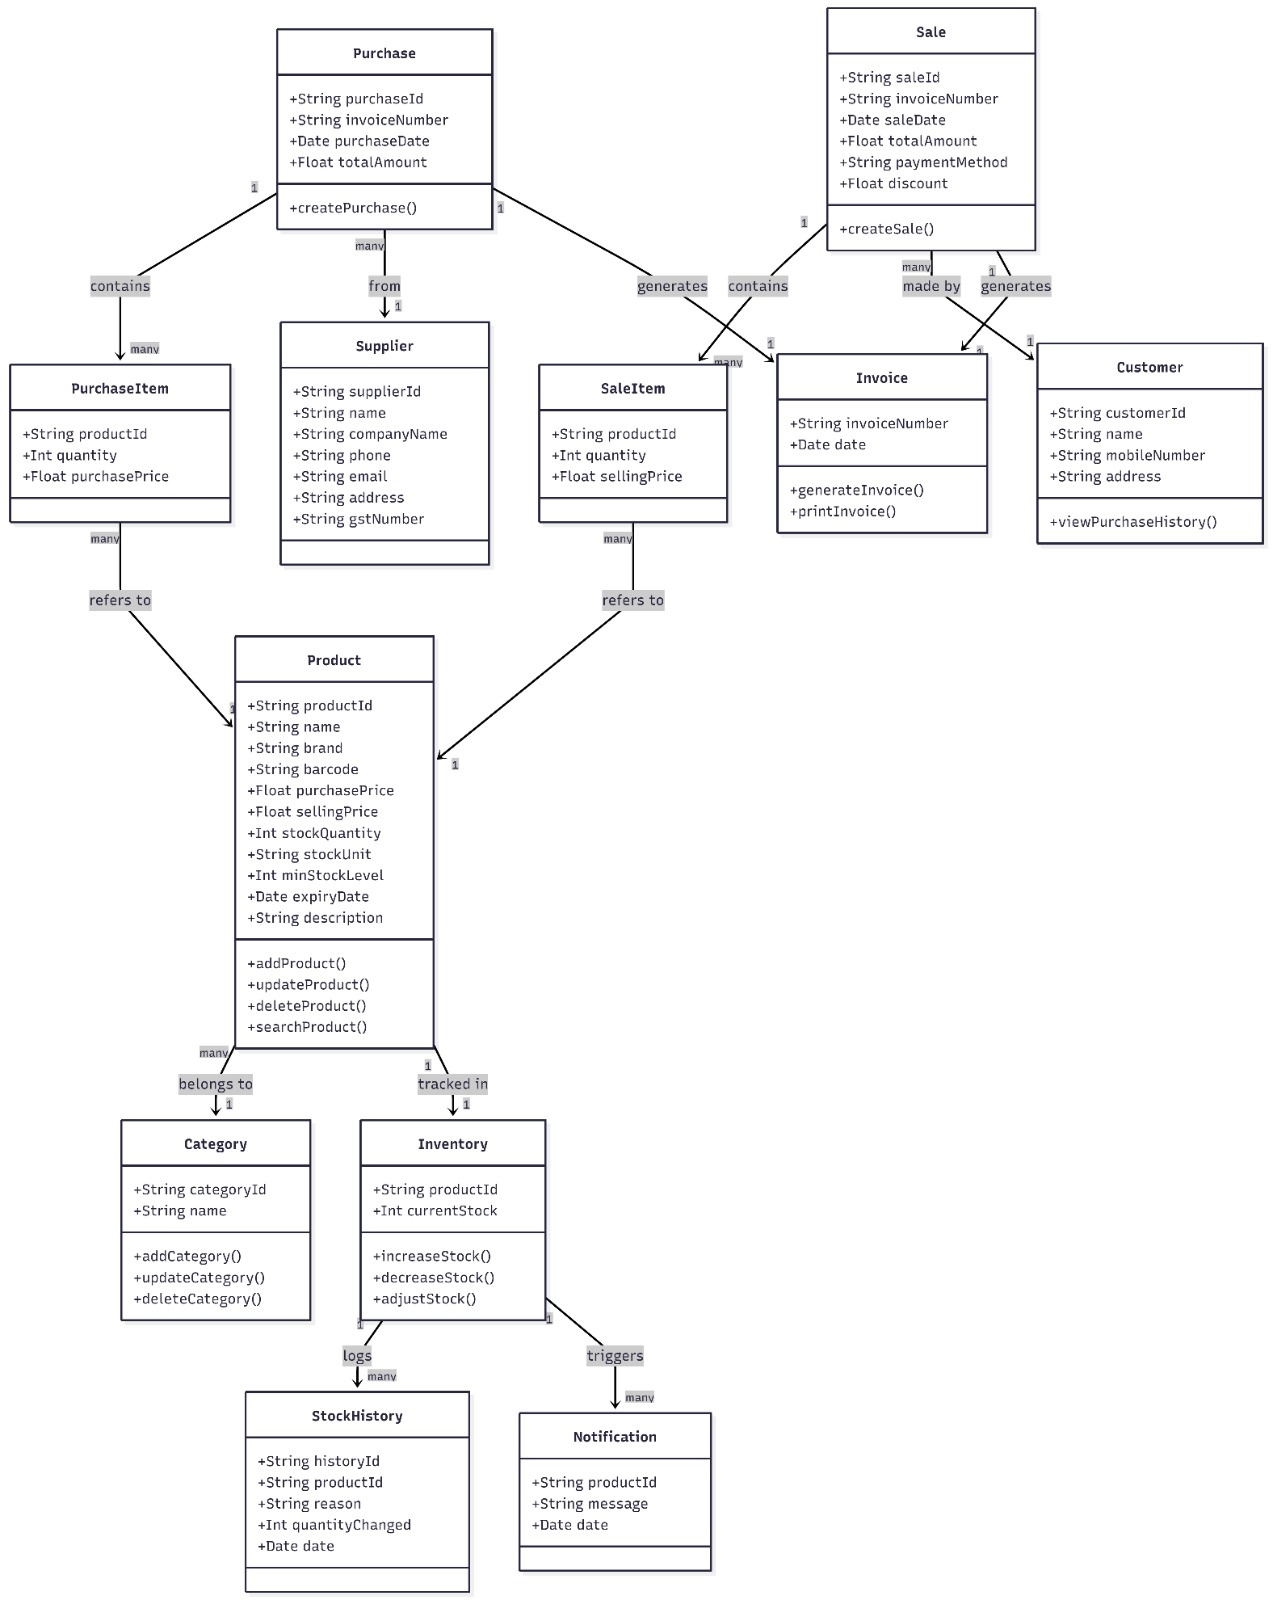 Purchase
+String purchaseId
+String invoiceNumber
+Date purchaseDate
+Float totalAmount
+createPurchase()
Sale
+String saleId
+String invoiceNumber
+Date saleDate
+Float totalAmount
+String paymentMethod
+Float discount
+createSale()
1
contains
many
many
from
1
1
generates
1
1
contains
many
many
made by
1
1
generates
1
PurchaseItem
+String productId
+Int quantity
+Float purchasePrice
Supplier
+String supplierId
+String name
+String companyName
+String phone
+String email
+String address
+String gstNumber
SaleItem
+String productId
+Int quantity
+Float sellingPrice
Invoice
+String invoiceNumber
+Date date
+generateInvoice()
+printInvoice()
Customer
+String customerId
+String name
+String mobileNumber
+String address
+viewPurchaseHistory()
many
refers to
1
many
refers to
1
Product
+String productId
+String name
+String brand
+String barcode
+Float purchasePrice
+Float sellingPrice
+Int stockQuantity
+String stockUnit
+Int minStockLevel
+Date expiryDate
+String description
+addProduct()
+updateProduct()
+deleteProduct()
+searchProduct()
many
belongs to
1
1
tracked in
1
Category
+String categoryId
+String name
+addCategory()
+updateCategory()
+deleteCategory()
Inventory
+String productId
+Int currentStock
+increaseStock()
+decreaseStock()
+adjustStock()
1
logs
many
1
triggers
many
StockHistory
+String historyId
+String productId
+String reason
+Int quantityChanged
+Date date
Notification
+String productId
+String message
+Date date